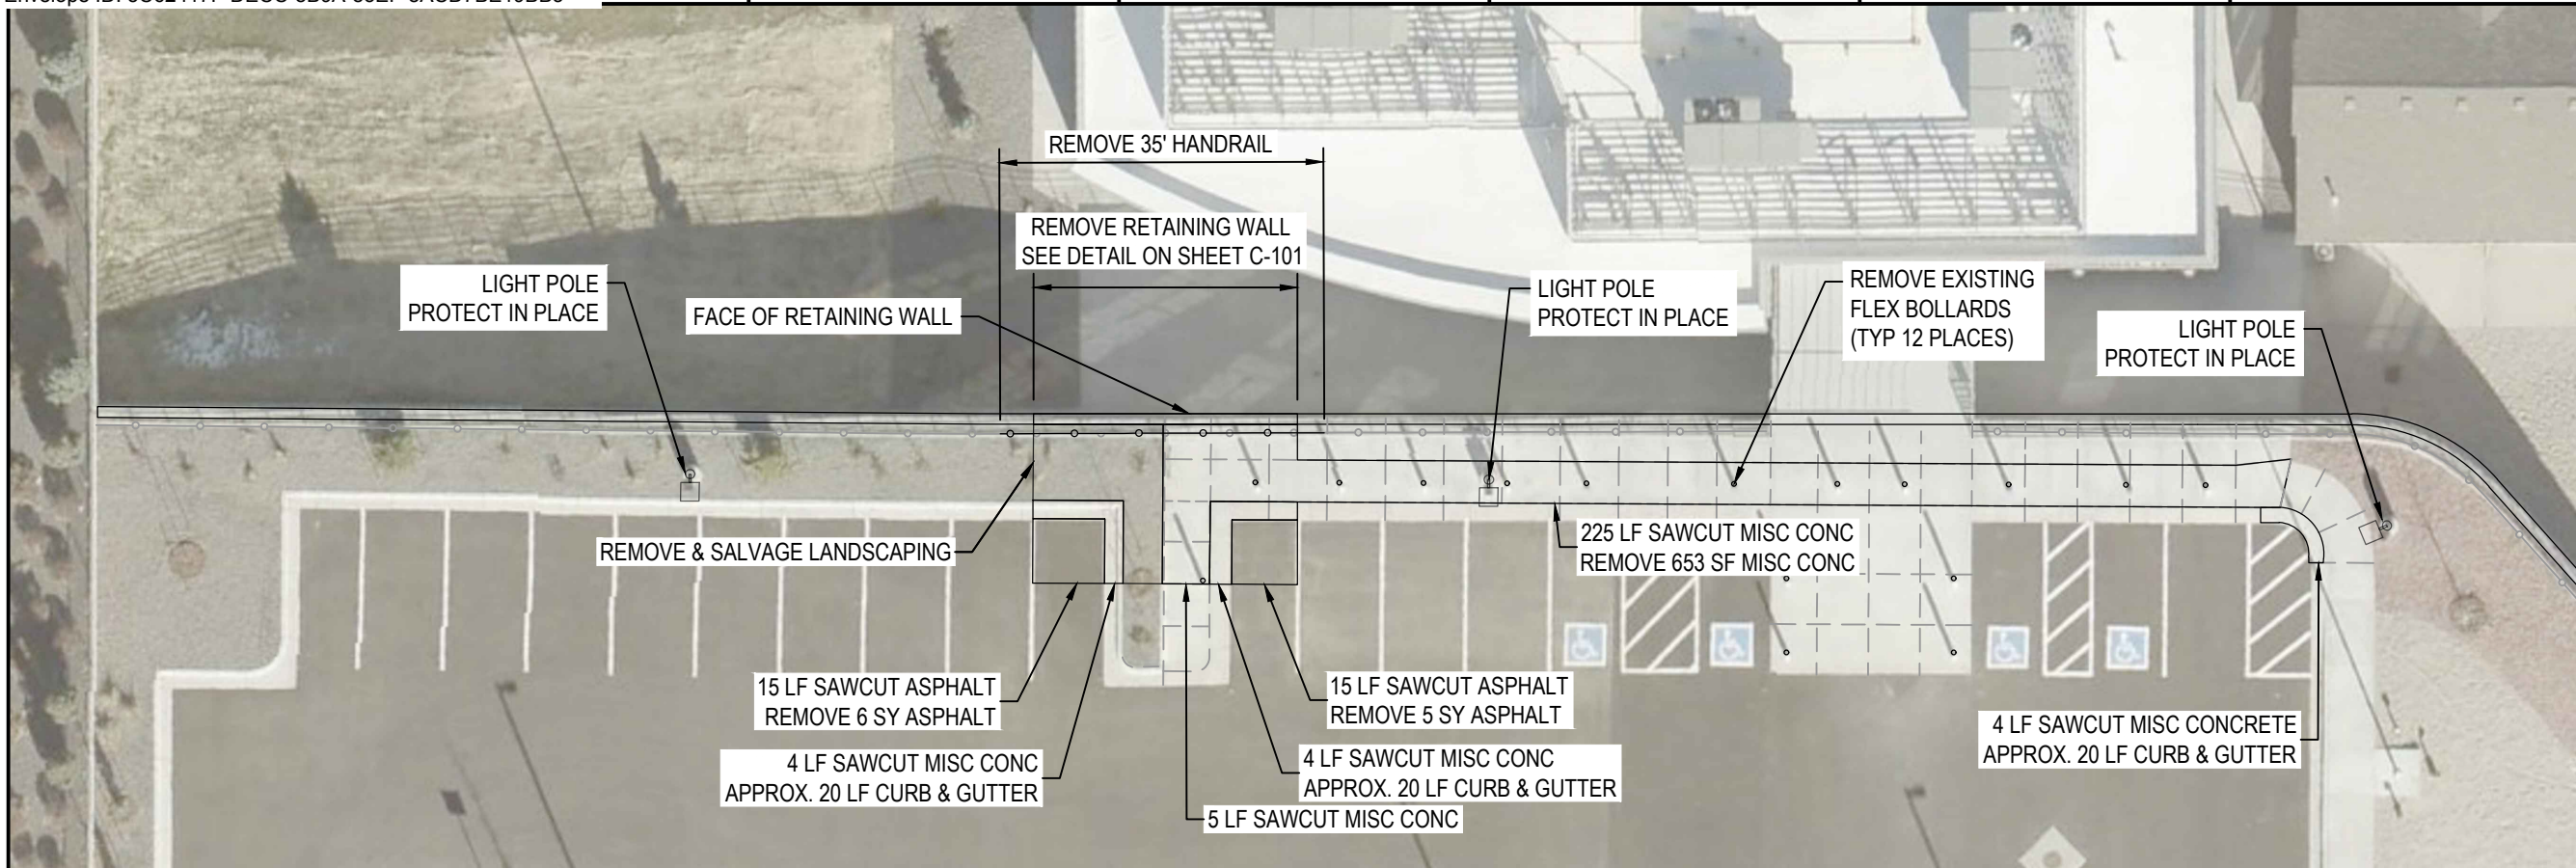 REMOVE 35' HANDRAIL
REMOVE RETAINING WALL
SEE DETAIL ON SHEET C-101
LIGHT POLE
PROTECT IN PLACE
FACE OF RETAINING WALL
LIGHT POLE
PROTECT IN PLACE
REMOVE EXISTING
FLEX BOLLARDS
(TYP 12 PLACES)
LIGHT POLE
PROTECT IN PLACE
REMOVE & SALVAGE LANDSCAPING
225 LF SAWCUT MISC CONC
REMOVE 653 SF MISC CONC
15 LF SAWCUT ASPHALT
REMOVE 6 SY ASPHALT
15 LF SAWCUT ASPHALT
REMOVE 5 SY ASPHALT
4 LF SAWCUT MISC CONC
APPROX. 20 LF CURB & GUTTER
4 LF SAWCUT MISC CONC
APPROX. 20 LF CURB & GUTTER
5 LF SAWCUT MISC CONC
4 LF SAWCUT MISC CONCRETE
APPROX. 20 LF CURB & GUTTER